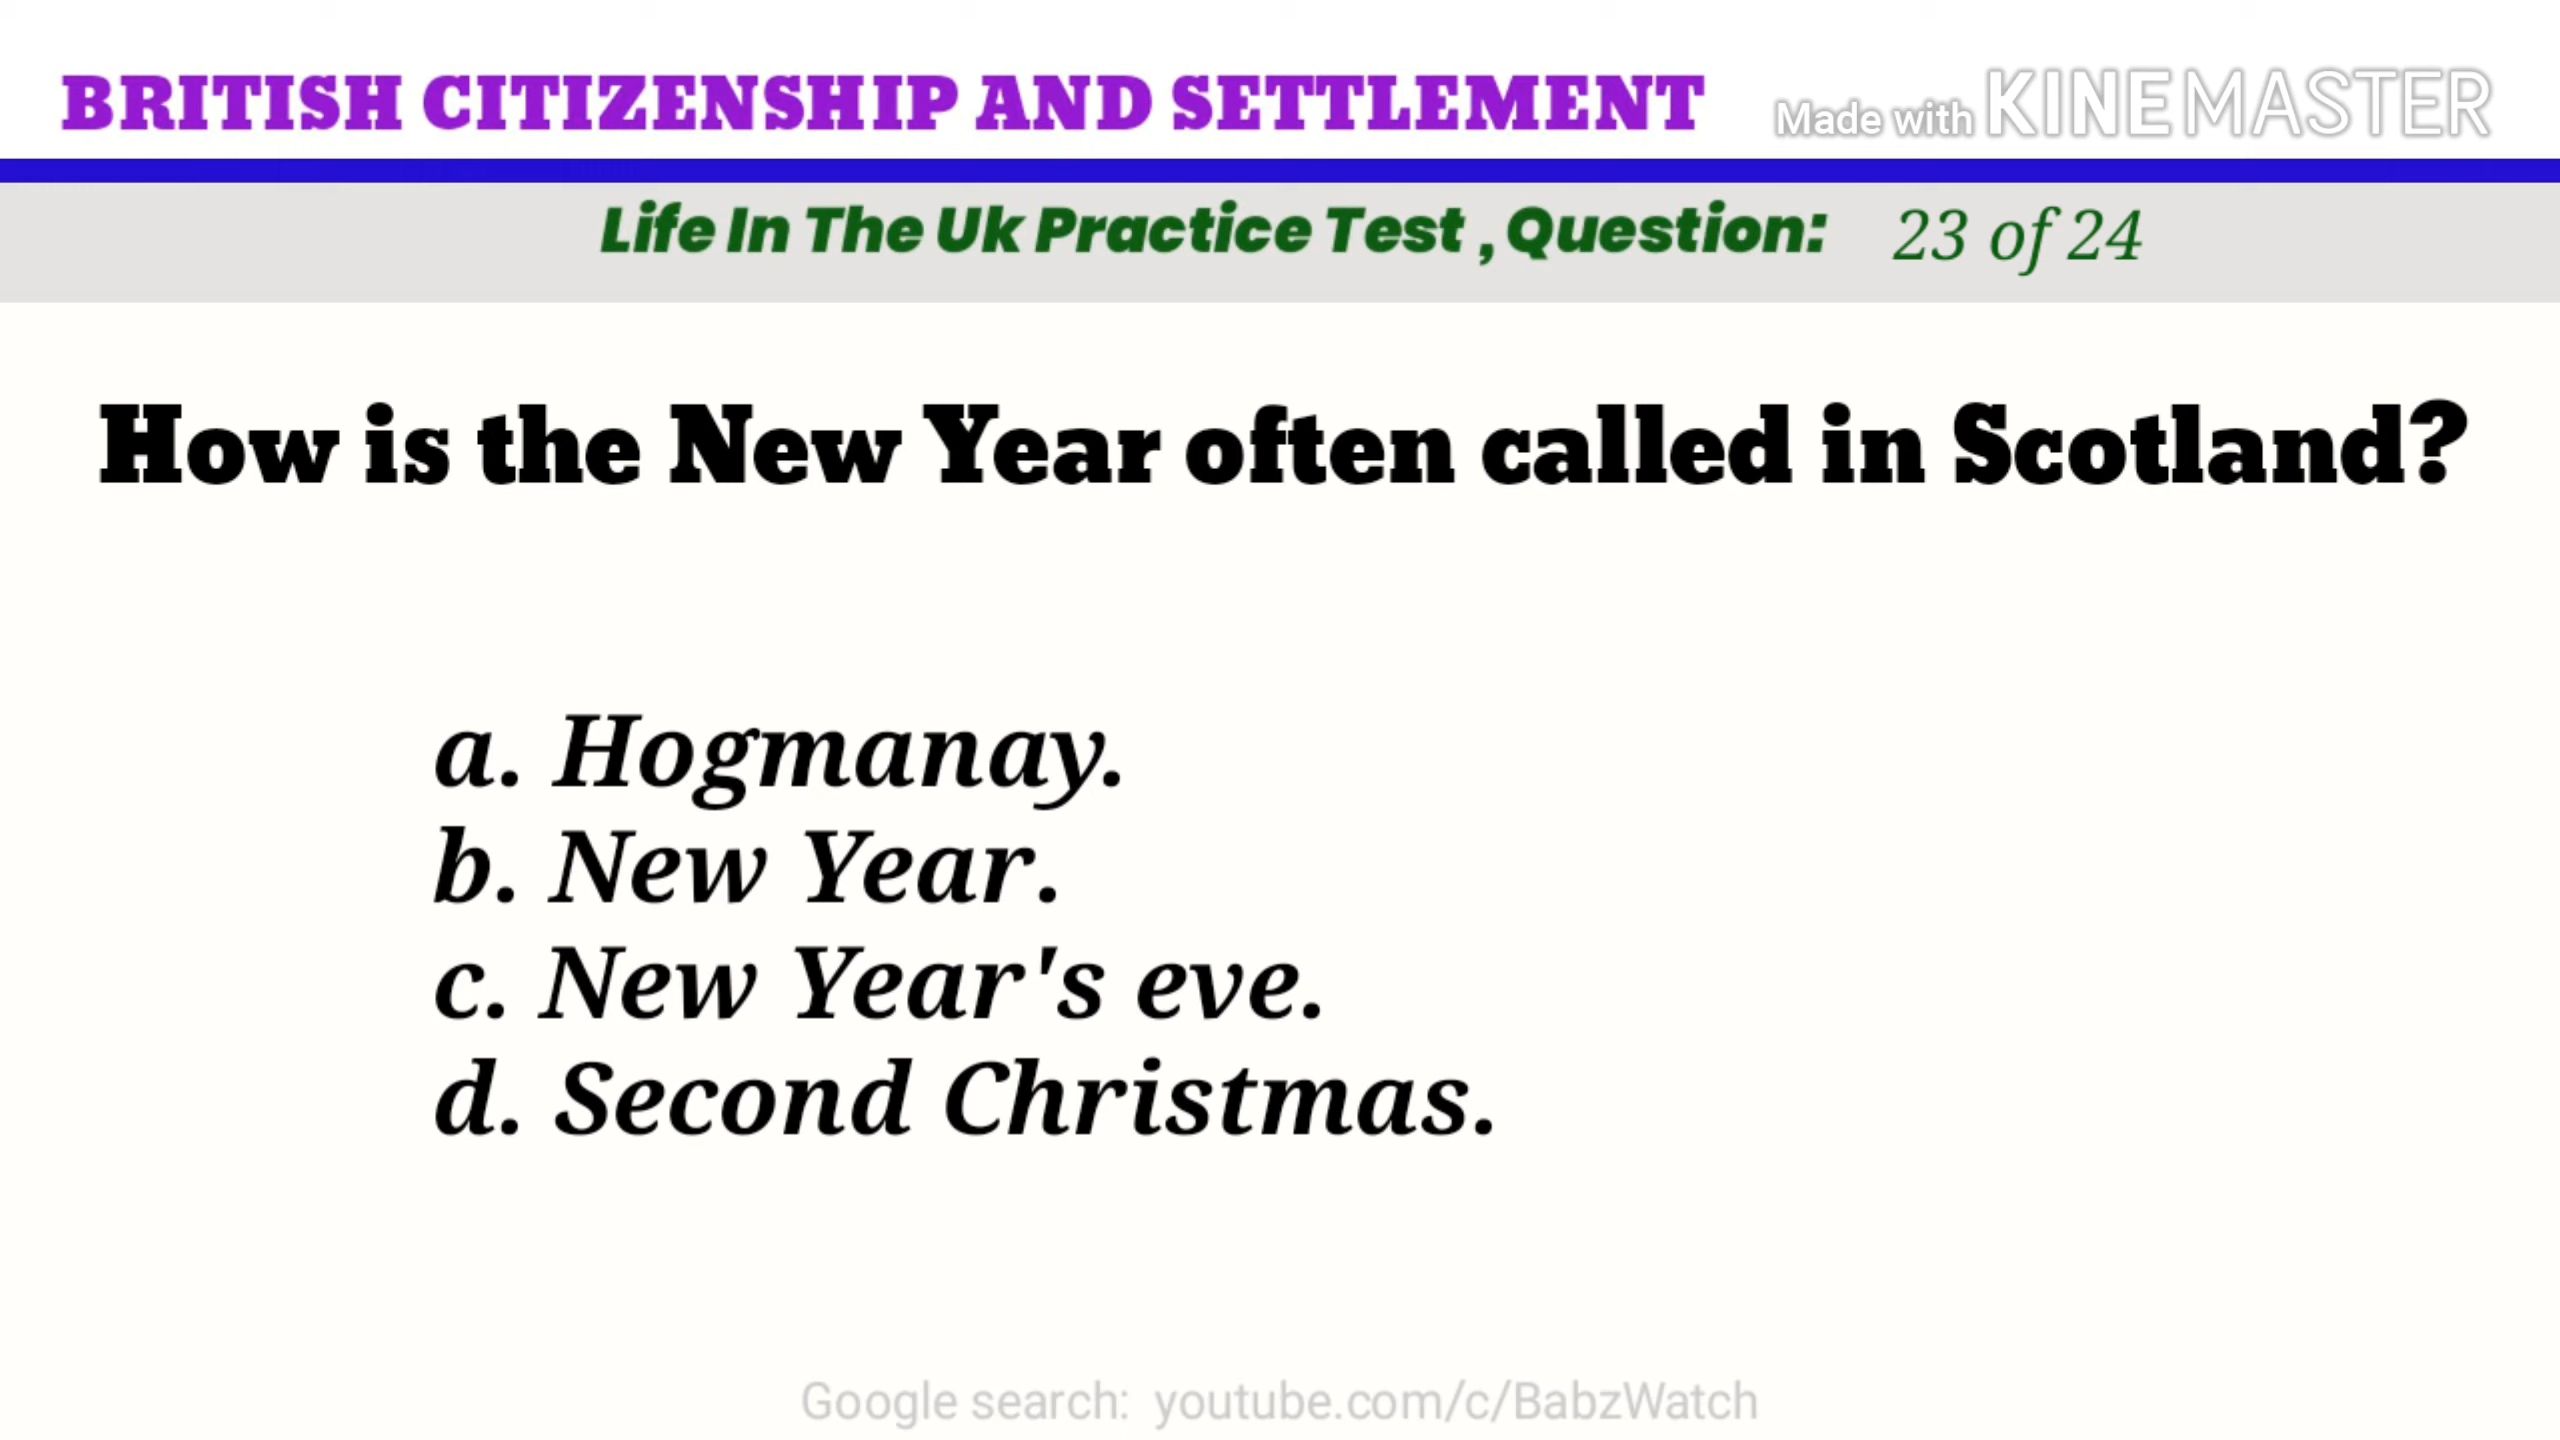 BRITISH CITIZENSHIP AND SETTLEMENT
Made with KINEMASTER
Life In The Uk Practice Test , Question: 23 of 24
How is the New Year often called in Scotland?
a. Hogmanay.
b. New Year.
c. New Year's eve.
d. Second Christmas.
Google search: youtube.com/c/BabzWatch